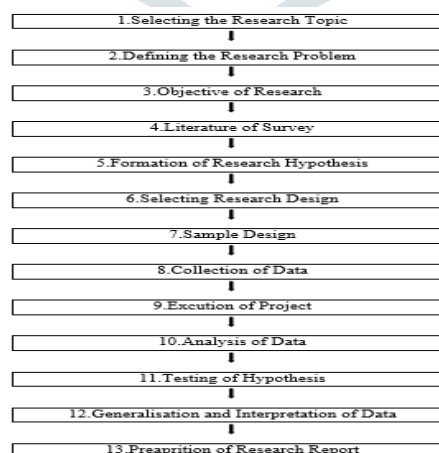 1.Selecting the Research Topic
2.Defining the Research Problem
3.Objective of Research
4.Literature of Survey
5.Formation of Research Hypothesis
6.Selecting Research Design
7.Sample Design
8.Collection of Data
9.Excution of Project
10.Analysis of Data
11.Testing of Hypothesis
12.Generalisation and Interpretation of Data
13.Preaprition of Research Report